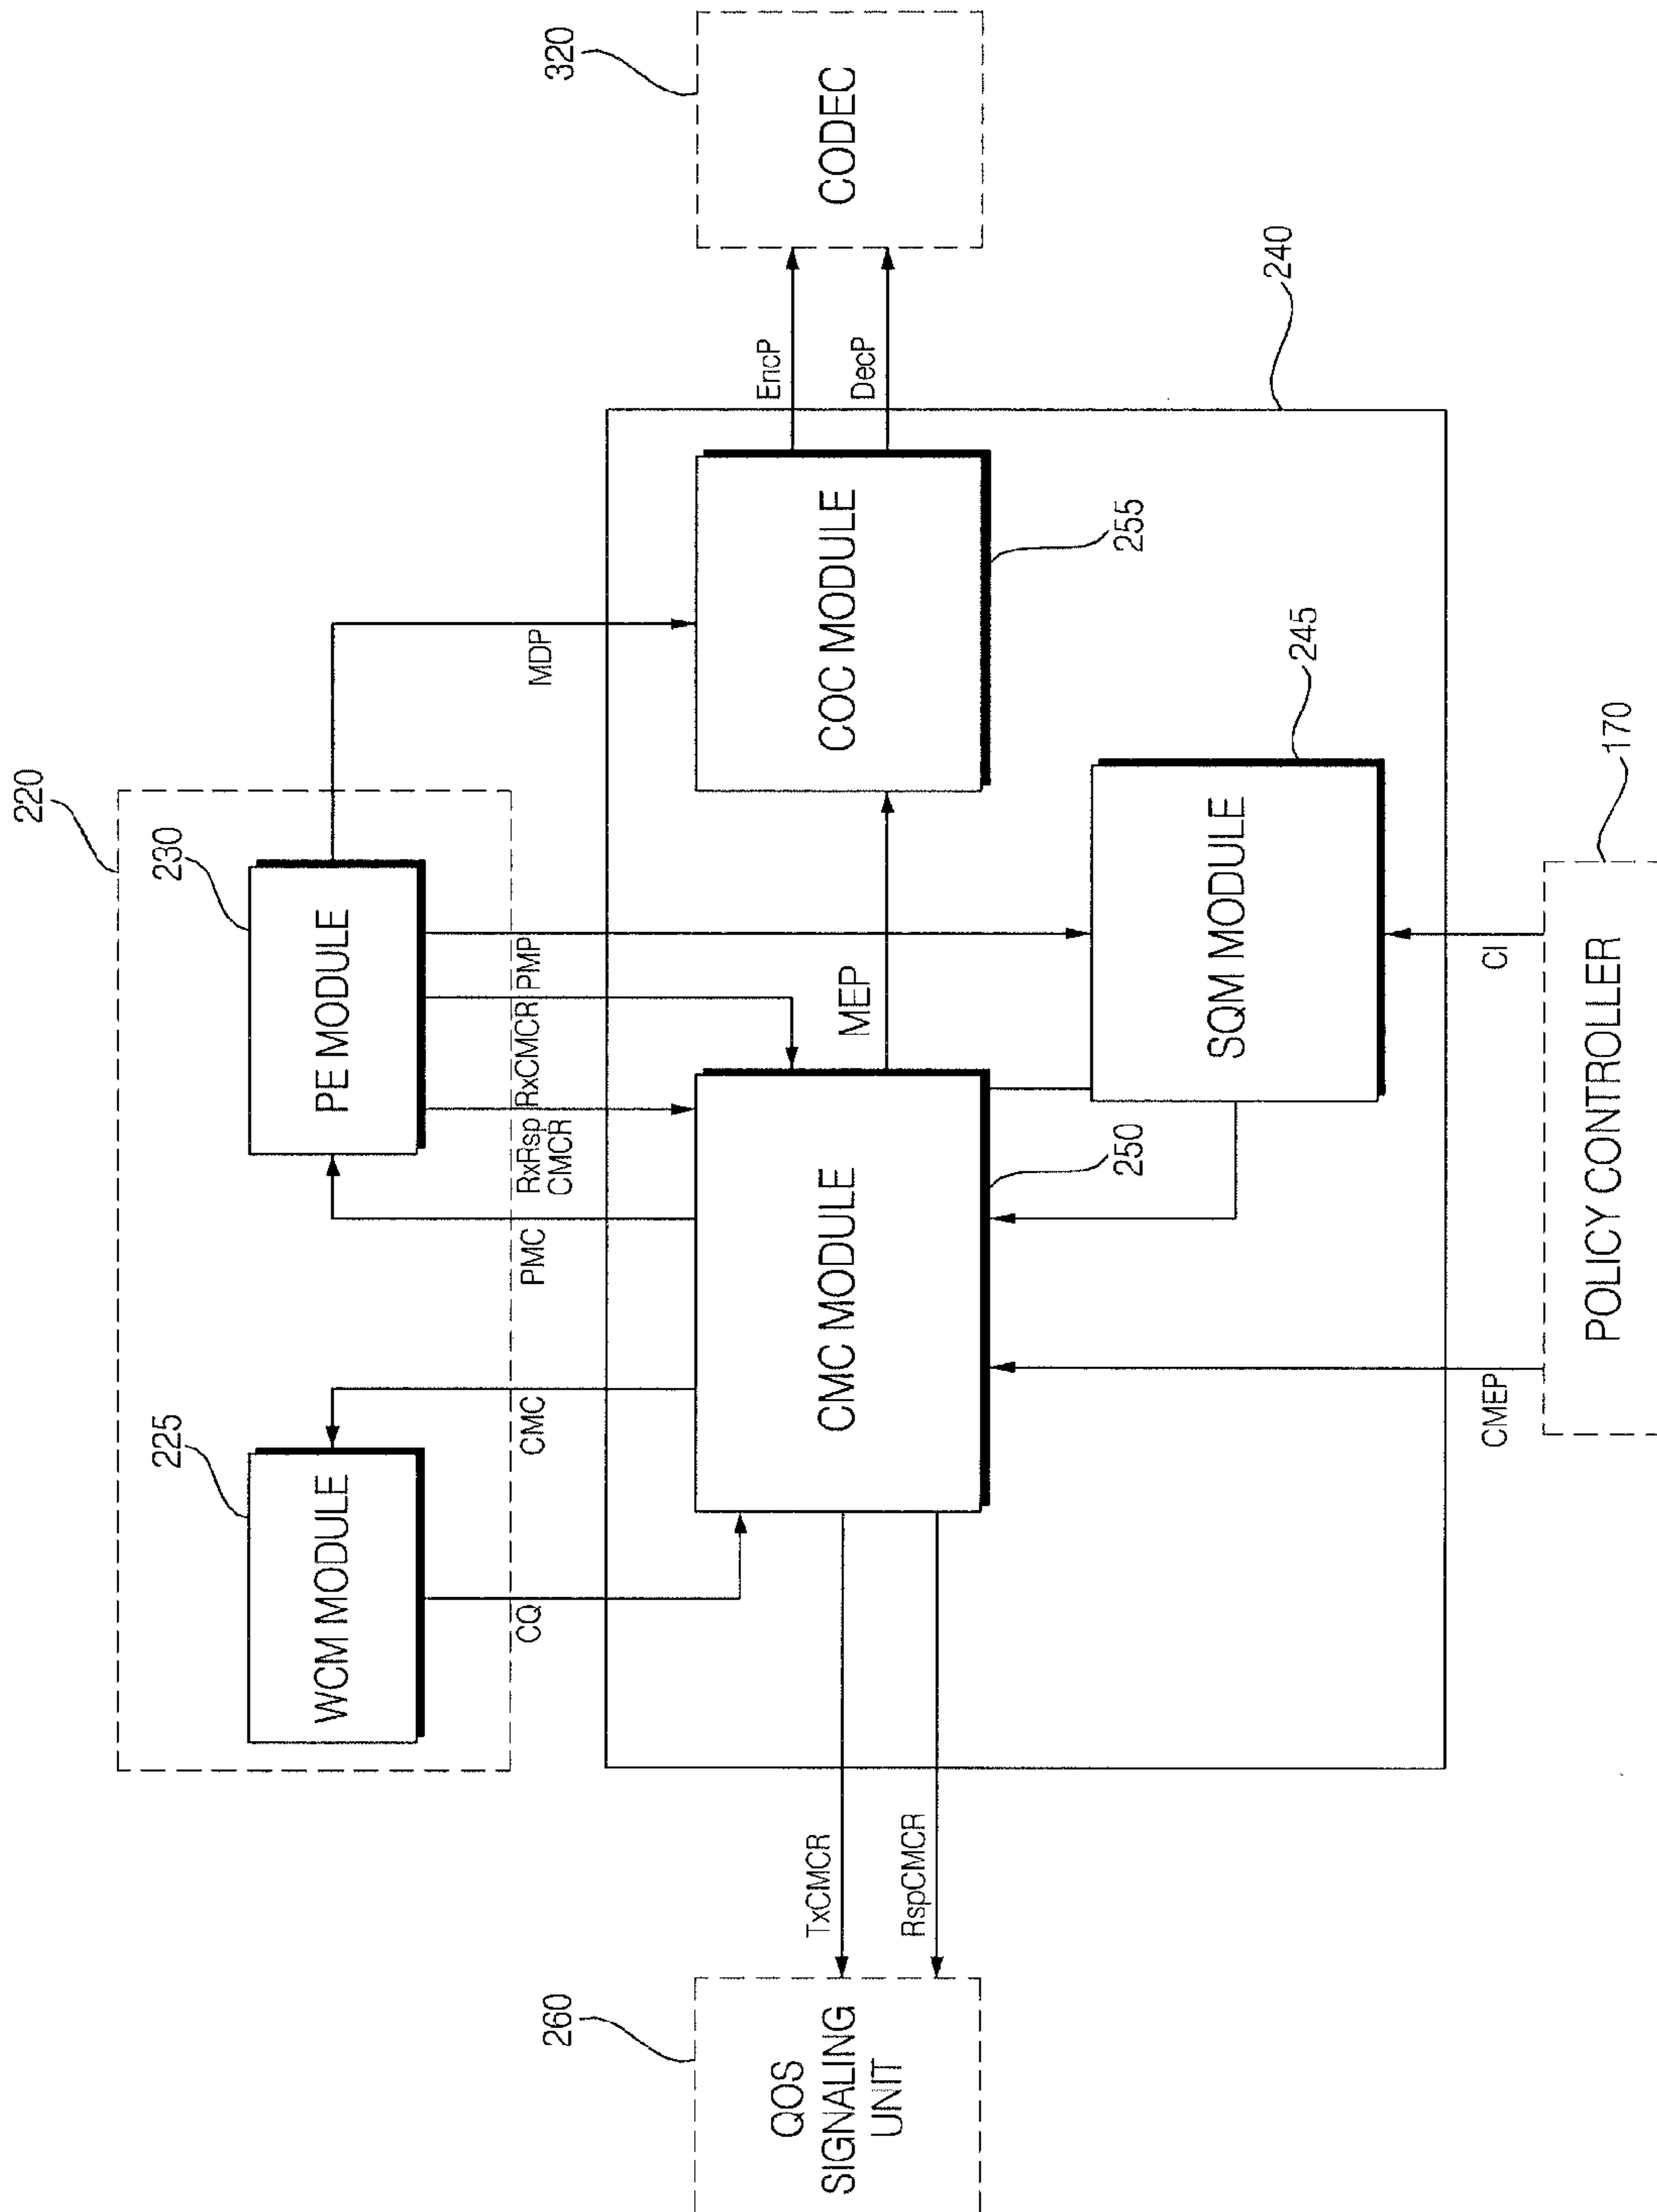 220
225
WCM MODULE
230
PE MODULE
320
CODEC
CQ
CMC
PMC
RxRsp
CMCR
RxCMCR
PMP
MDP
EncP
DecP
260
QOS
SIGNALING
UNIT
TxCMCR
RspCMCR
CMC MODULE
250
MEP
COC MODULE
255
240
SQM MODULE
245
CMEP
CI
POLICY CONTROLLER
170